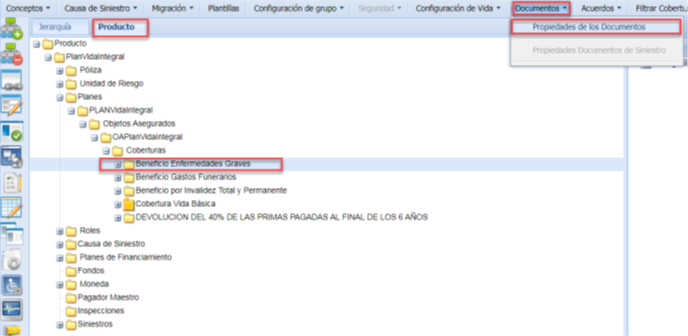 Conceptos Causa de Siniestro Migración Plantillas Configuración de grupo Seguridad Configuración de Vida Documentos Acuerdos Filtrar Cobertu
Jerarquía Producto
Propiedades de los Documentos
Propiedades Documentos de Siniestro
Producto
PlanVidaIntegral
Póliza
Unidad de Riesgo
Planes
PLANVidaIntegral
Objetos Asegurados
OAPlanVidaIntegral
Coberturas
Beneficio Enfermedades Graves
Beneficio Gastos Funerarios
Beneficio por Invalidez Total y Permanente
Cobertura Vida Básica
DEVOLUCION DEL 40% DE LAS PRIMAS PAGADAS AL FINAL DE LOS 6 AÑOS
Roles
Causa de Siniestro
Planes de Financiamiento
Fondos
Moneda
Pagador Maestro
Inspecciones
Siniestros